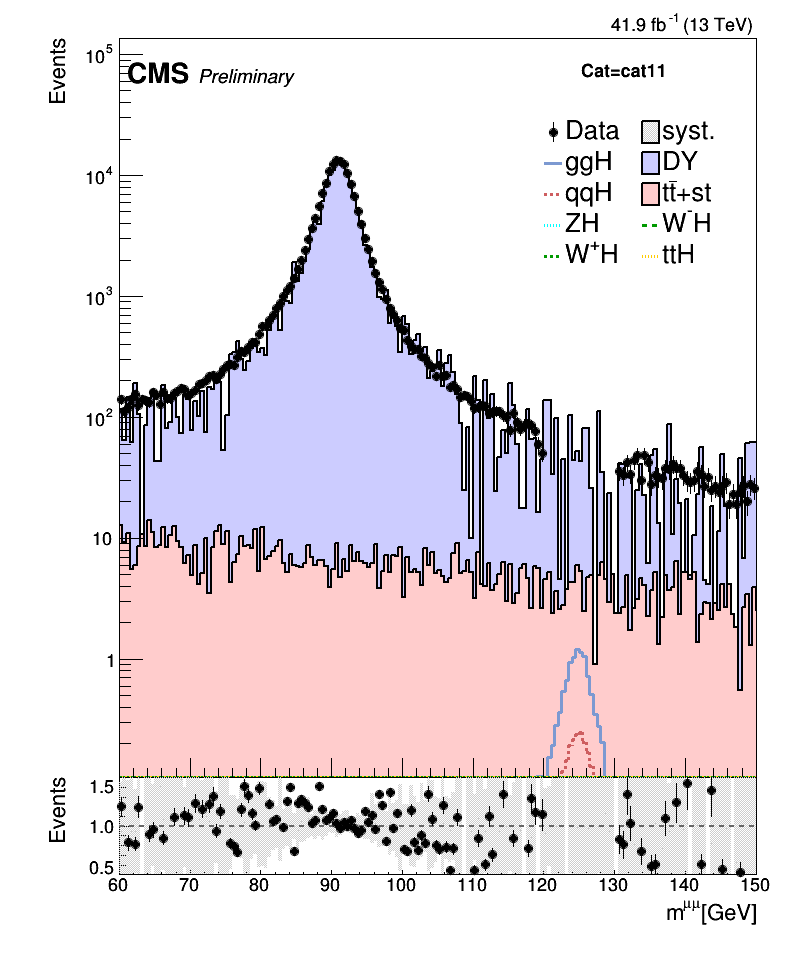 41.9 fb⁻¹ (13 TeV)
Events
10⁵
10⁴
10³
10²
10
1
CMS Preliminary
Cat=cat11
Data syst.
ggH DY
qqH tt̄+st
ZH W⁻H
W⁺H ttH
Events
1.5
1.0
0.5
60 70 80 90 100 110 120 130 140 150
m^μμ[GeV]